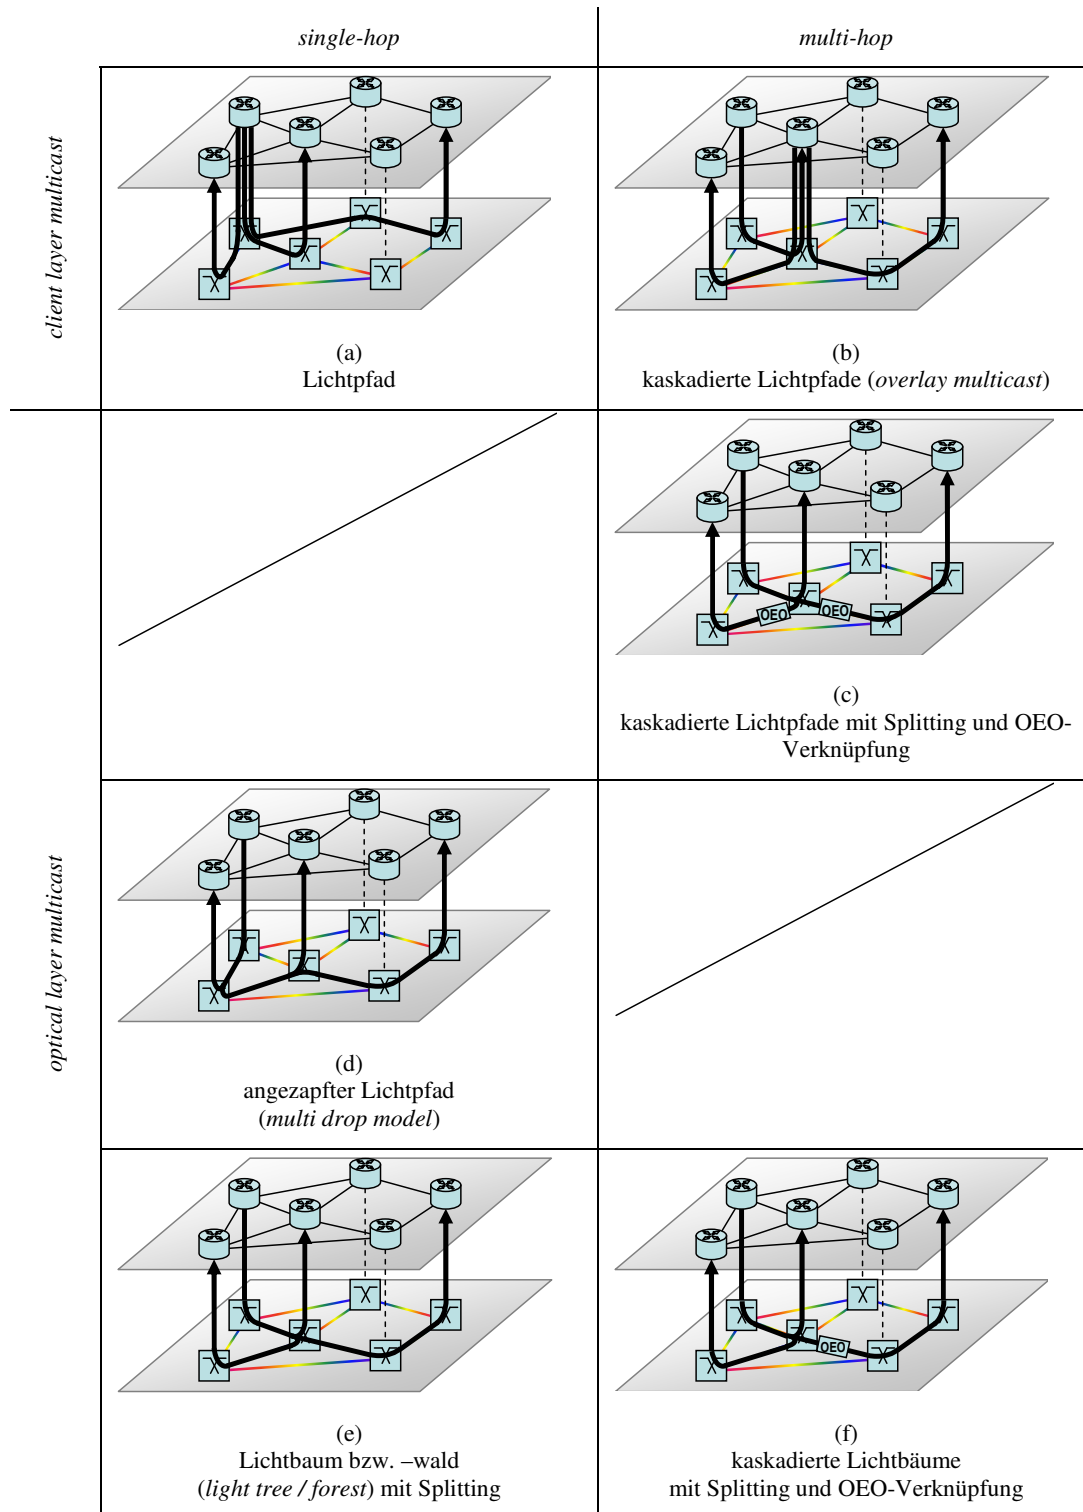 single-hop
multi-hop
client layer multicast
(a)
Lichtpfad
(b)
kaskadierte Lichtpfade (overlay multicast)
OEO
OEO
(c)
kaskadierte Lichtpfade mit Splitting und OEO-
Verknüpfung
optical layer multicast
(d)
angezapfter Lichtpfad
(multi drop model)
(e)
Lichtbaum bzw. –wald
(light tree / forest) mit Splitting
OEO
(f)
kaskadierte Lichtbäume
mit Splitting und OEO-Verknüpfung